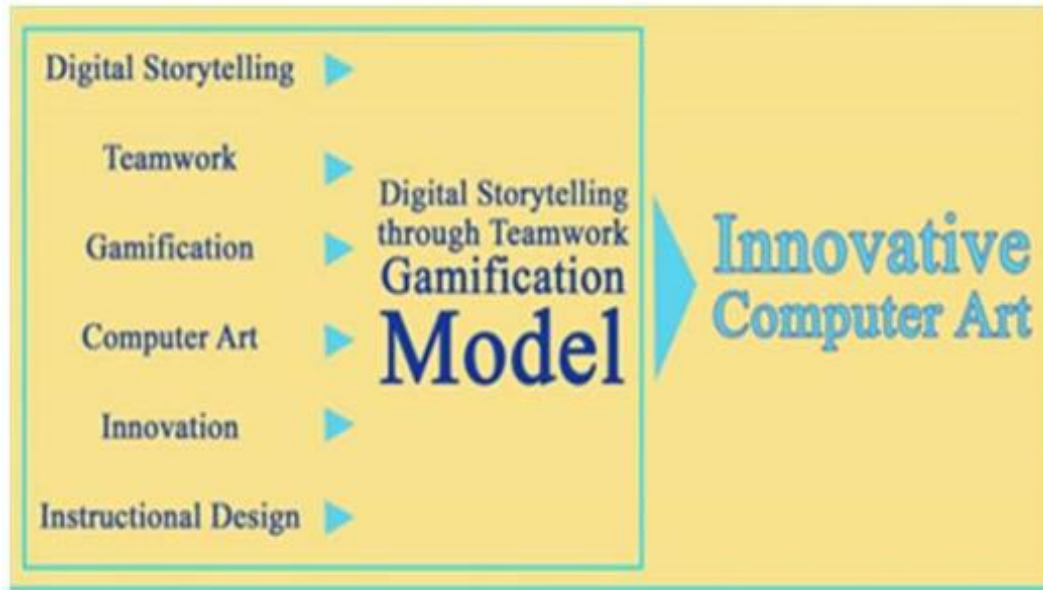 Digital Storytelling
Teamwork
Gamification
Computer Art
Innovation
Instructional Design
Digital Storytelling
through Teamwork
Gamification
Model
Innovative
Computer Art